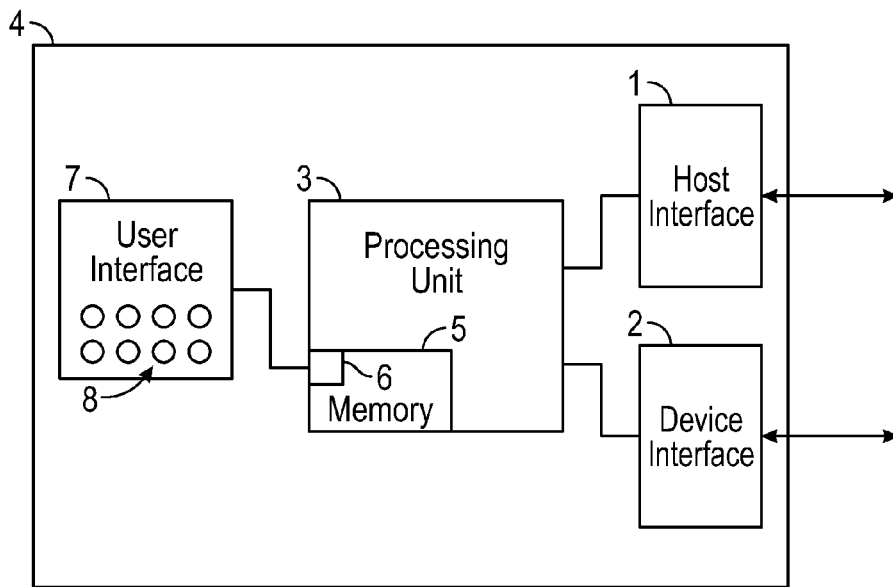 4
1
Host
Interface
7
User
Interface
8
3
Processing
Unit
5
6
Memory
2
Device
Interface